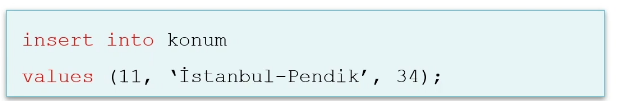 insert into konum
values (11, ‘İstanbul-Pendik’, 34);